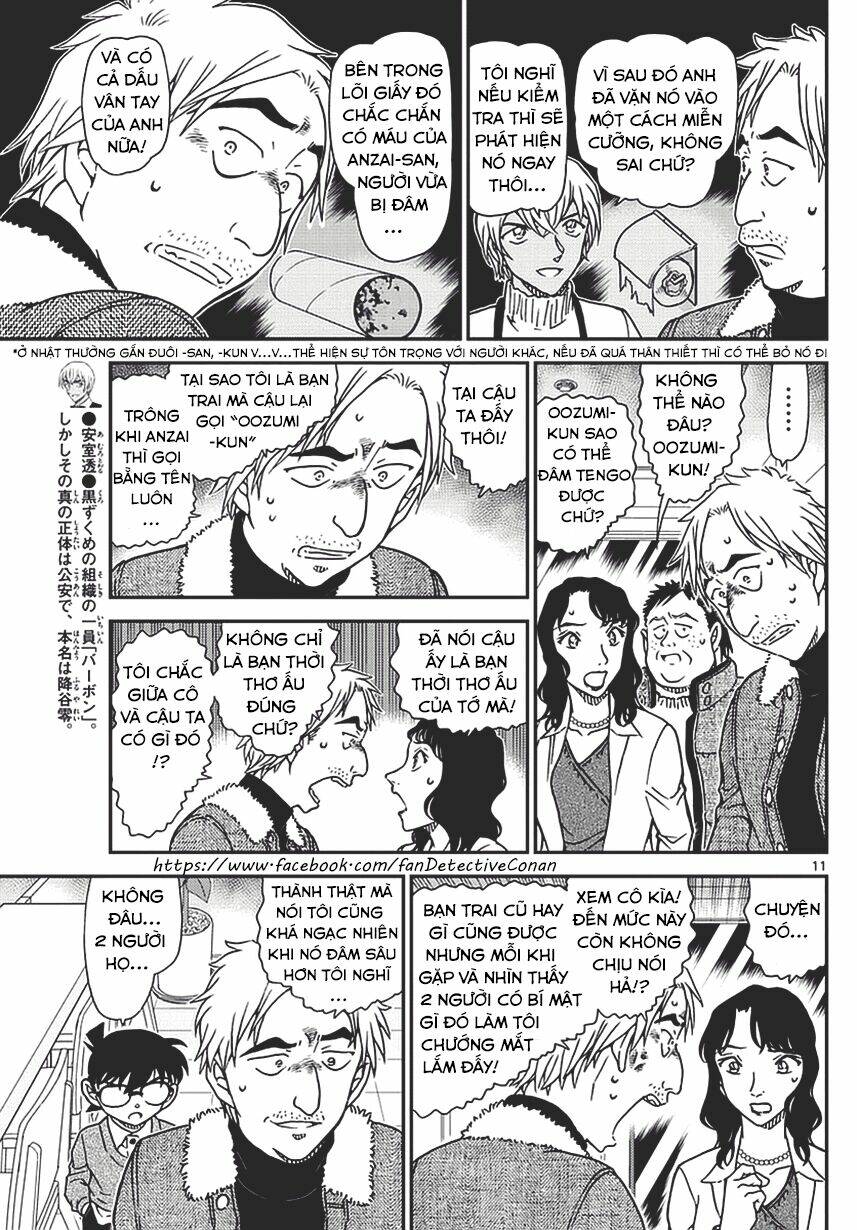 VÌ SAU ĐÓ ANH
ĐÃ VẶN NÓ VÀO
MỘT CÁCH MIỄN
CƯỠNG, KHÔNG
SAI CHỨ?
TÔI NGHĨ
NẾU KIỂM
TRA THÌ SẼ
PHÁT HIỆN
NÓ NGAY
THÔI...
BÊN TRONG
LÕI GIẤY ĐÓ
CHẮC CHẮN
CÓ MÁU CỦA
ANZAI-SAN,
NGƯỜI VỪA
BỊ ĐÂM
...
VÀ CÓ
CẢ DẤU
VÂN TAY
CỦA ANH
NỮA!
*Ở NHẬT THƯỜNG GẮN ĐUÔI -SAN, -KUN V...V...THỂ HIỆN SỰ TÔN TRỌNG VỚI NGƯỜI KHÁC, NẾU ĐÃ QUÁ THÂN THIẾT THÌ CÓ THỂ BỎ NÓ ĐI
......
KHÔNG
THỂ NÀO
ĐÂU?
OOZUMI-
KUN!
OOZUMI-
KUN SAO
CÓ THỂ
ĐÂM TENGO
ĐƯỢC
CHỨ?
TẠI CẬU
TA ĐẤY
THÔI!
TẠI SAO TÔI LÀ BẠN
TRAI MÀ CẬU LẠI
GỌI "OOZUMI
-KUN"
TRÔNG
KHI ANZAI
THÌ GỌI
BẰNG TÊN
LUÔN
...
●安室透●黒ずくめの組織の一員「バーボン」。
しかしその真の正体は公安で、本名は降谷零。
ĐÃ NÓI CẬU
ẤY LÀ BẠN
THỜI THƠ ẤU
CỦA TỚ MÀ!
KHÔNG CHỈ
LÀ BẠN THỜI
THƠ ẤU
ĐÚNG
CHỨ?
TÔI CHẮC
GIỮA CÔ
VÀ CẬU TA
CÓ GÌ ĐÓ
!?
https://www.facebook.com/fanDetectiveConan
11
CHUYỆN
ĐÓ...
XEM CÔ KÌA!
ĐẾN MỨC NÀY
CÒN KHÔNG
CHỊU NÓI
HẢ?
BẠN TRAI CŨ HAY
GÌ CŨNG ĐƯỢC
NHƯNG MỖI KHI
GẶP VÀ NHÌN THẤY
2 NGƯỜI CÓ BÍ MẬT
GÌ ĐÓ LÀM TÔI
CHƯỚNG MẮT
LẮM ĐẤY!
THÀNH THẬT MÀ
NÓI TÔI CŨNG
KHÁ NGẠC NHIÊN
KHI NÓ ĐÂM SÂU
HƠN TÔI NGHĨ
...
KHÔNG
ĐÂU...
2 NGƯỜI
HỌ...